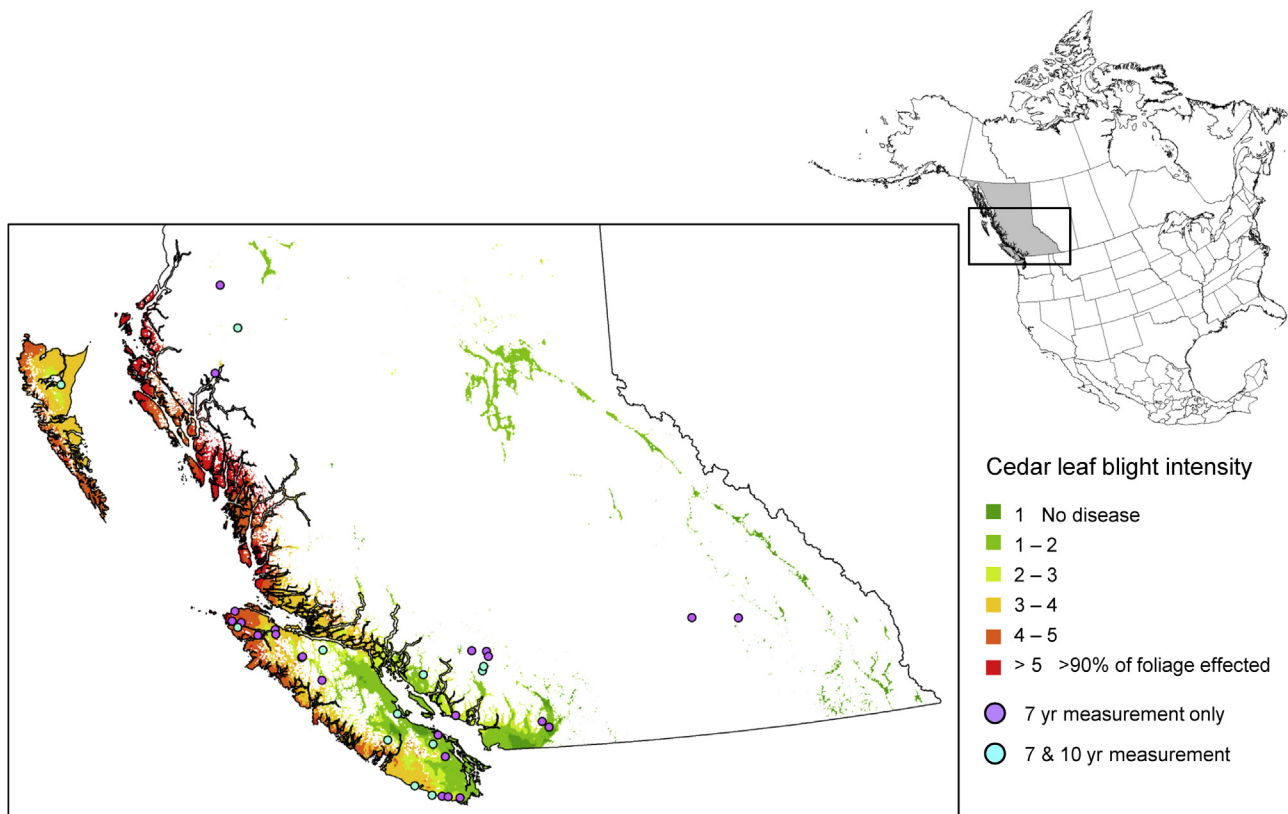 Cedar leaf blight intensity
1 No disease
1 – 2
2 – 3
3 – 4
4 – 5
> 5 >90% of foliage effected
7 yr measurement only
7 & 10 yr measurement